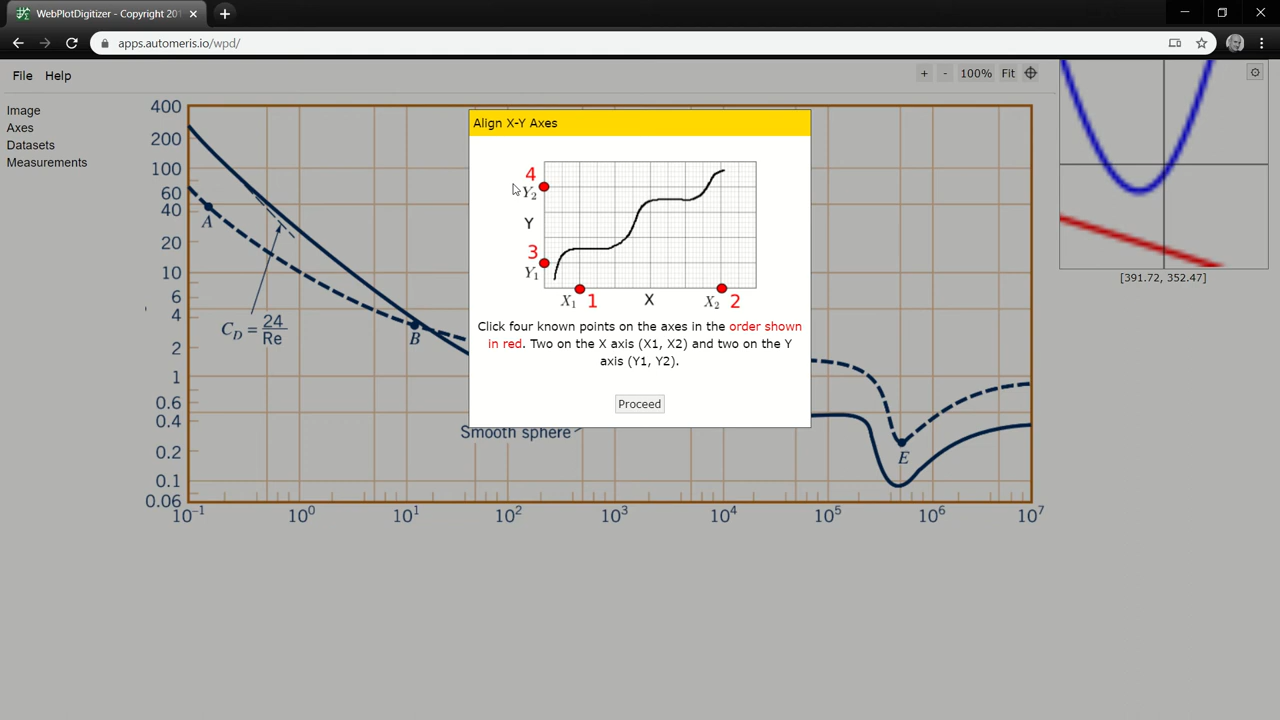 WebPlotDigitizer - Copyright 201
apps.automeris.io/wpd/
File Help
+ - 100% Fit
Image
Axes
Datasets
Measurements
Align X-Y Axes
4
Y2
Y
3
Y1
X1 1 X X2 2
Click four known points on the axes in the order shown
in red. Two on the X axis (X1, X2) and two on the Y
axis (Y1, Y2).
Proceed
[391.72, 352.47]
400
200
100
60
40
20
10
6
4
2
1
0.6
0.4
0.2
0.1
0.06
A
C_D = 24/Re
B
Smooth sphere
E
10^-1 10^0 10^1 10^2 10^3 10^4 10^5 10^6 10^7